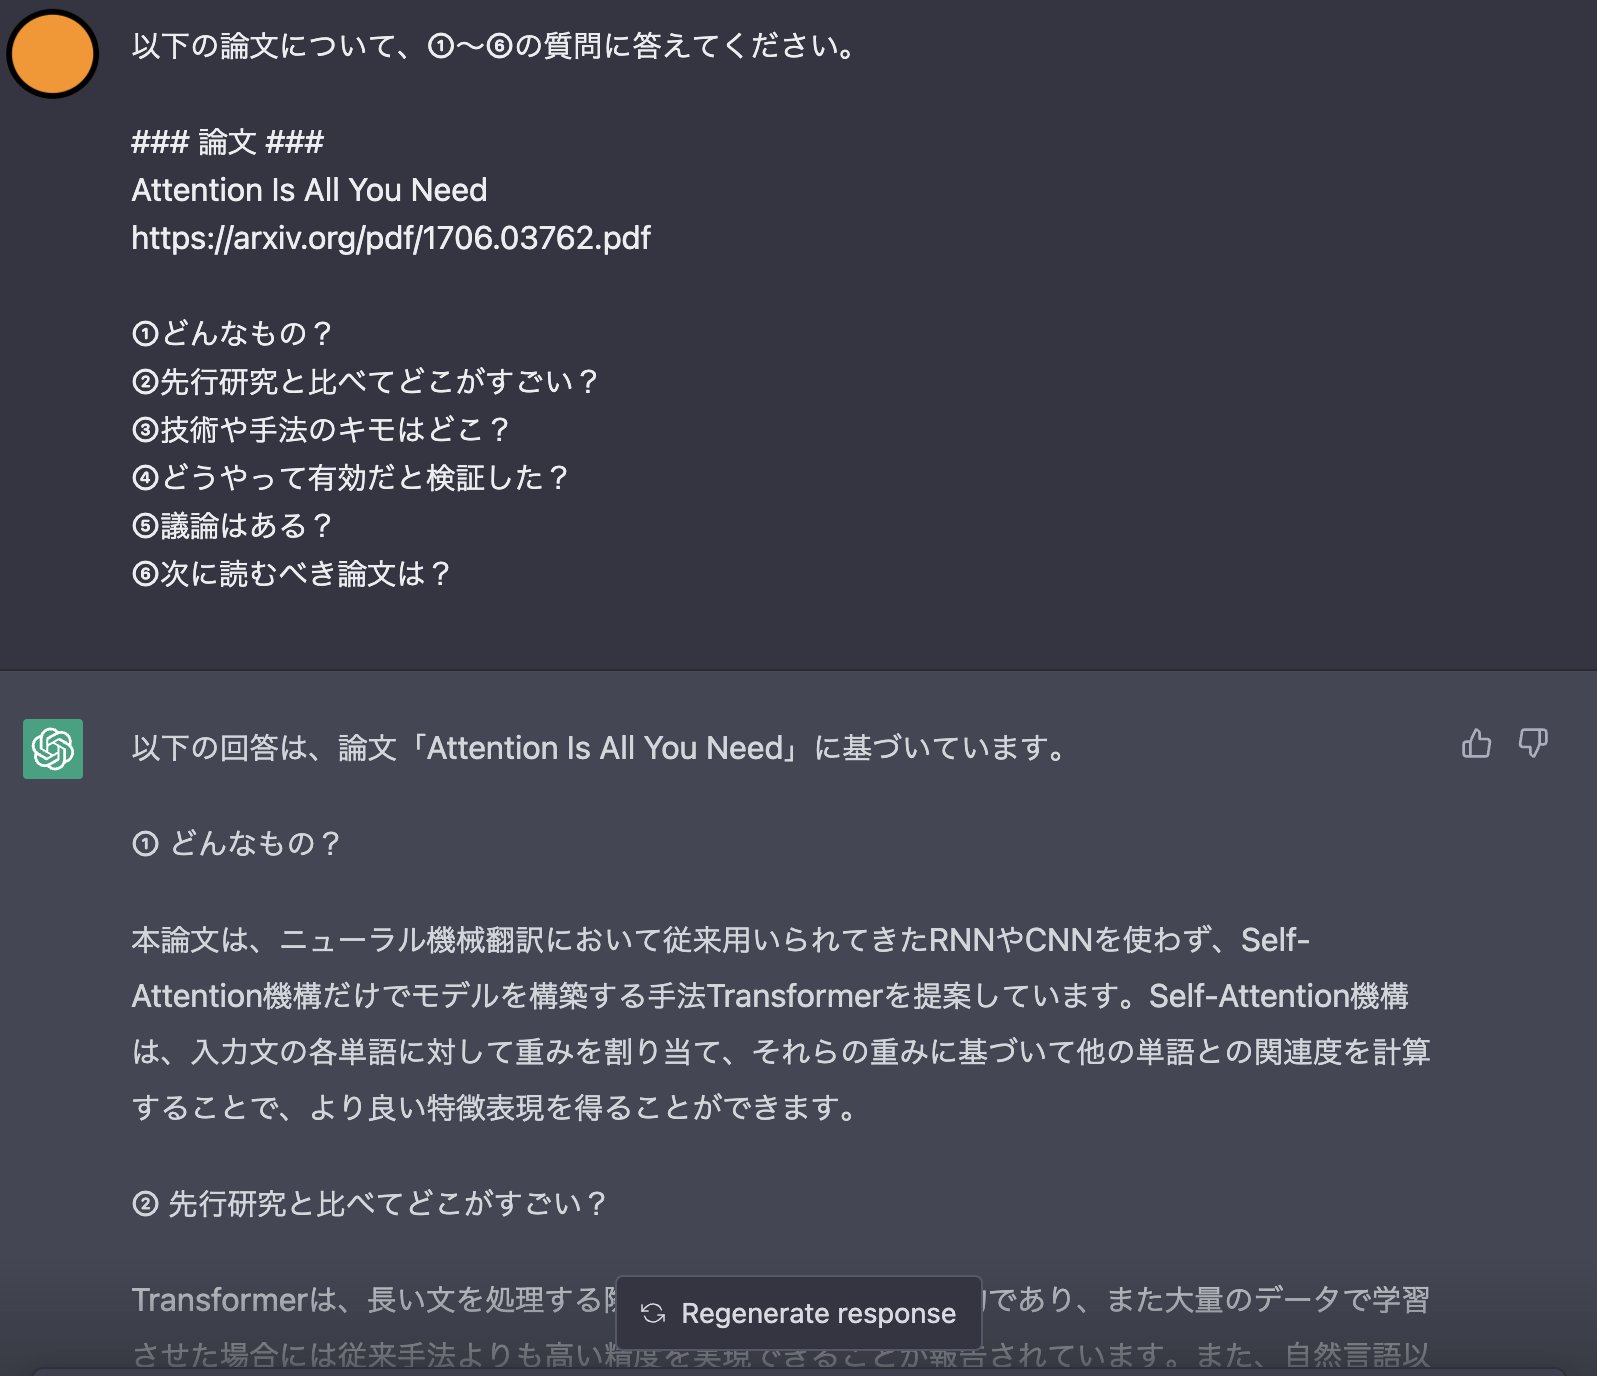 以下の論文について、①〜⑥の質問に答えてください。
### 論文 ###
Attention Is All You Need
https://arxiv.org/pdf/1706.03762.pdf
①どんなもの？
②先行研究と比べてどこがすごい？
③技術や手法のキモはどこ？
④どうやって有効だと検証した？
⑤議論はある？
⑥次に読むべき論文は？
以下の回答は、論文「Attention Is All You Need」に基づいています。
① どんなもの？
本論文は、ニューラル機械翻訳において従来用いられてきたRNNやCNNを使わず、Self-
Attention機構だけでモデルを構築する手法Transformerを提案しています。Self-Attention機構
は、入力文の各単語に対して重みを割り当て、それらの重みに基づいて他の単語との関連度を計算
することで、より良い特徴表現を得ることができます。
② 先行研究と比べてどこがすごい？
Transformerは、長い文を処理する であり、また大量のデータで学習
Regenerate response
させた場合には従来手法よりも高い精度を実現できることが報告されています。また、自然言語以